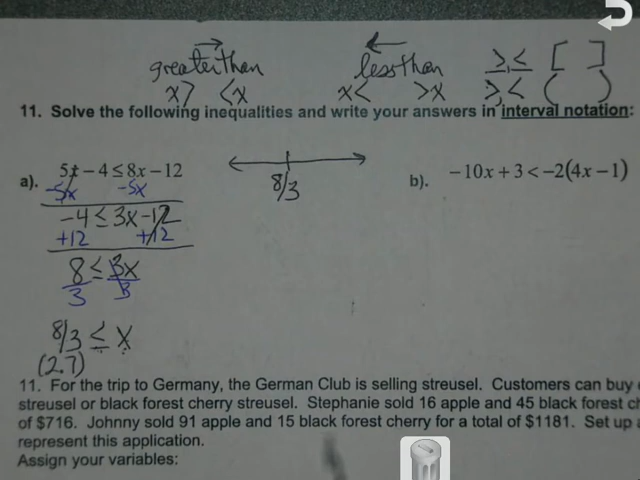 greater than less than ≥, ≤ [ ]
x> <x x< >x >, < ( )
11. Solve the following inequalities and write your answers in interval notation:
a). 5x − 4 ≤ 8x − 12
-5x -5x
8/3
b). −10x + 3 < −2(4x − 1)
-4 ≤ 3x-12
+12 +12
8 ≤ 3x
3 3
8/3 ≤ x
(2.7)
11. For the trip to Germany, the German Club is selling streusel. Customers can buy
streusel or black forest cherry streusel. Stephanie sold 16 apple and 45 black forest
of $716. Johnny sold 91 apple and 15 black forest cherry for a total of $1181. Set up
represent this application.
Assign your variables: